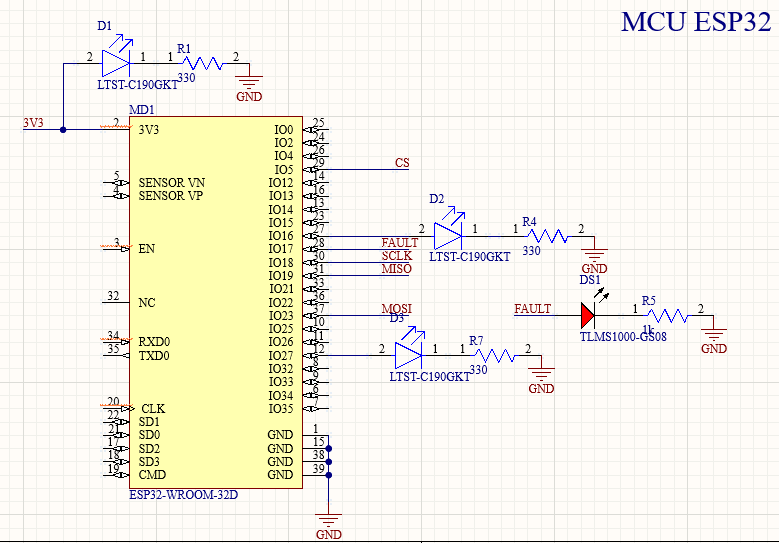 MCU ESP32
D1
2 1 1 R1 2
LTST-C190GKT 330
GND
MD1
3V3 2 3V3 IO0 25
IO2 24
IO4 26
IO5 29 CS
5 SENSOR VN IO12 14
4 SENSOR VP IO13 16
IO14 13
IO15 23
D2
IO16 27 2 1 1 R4 2
3 EN IO17 28 FAULT 330
LTST-C190GKT
IO18 30 SCLK
GND
IO19 31 MISO
DS1
IO21 33
32 NC IO22 36
IO23 37 MOSI FAULT 1 R5 2
D3
1k
IO25 10
TLMS1000-GS08
34 RXD0 IO26 11
GND
35 TXD0 IO27 12 2 1 1 R7 2
IO32 8
LTST-C190GKT 330
IO33 9
GND
IO34 6
20 CLK IO35 7
22 SD1
21 SD0 GND 1
17 SD2 GND 15
18 SD3 GND 38
19 CMD GND 39
ESP32-WROOM-32D
GND